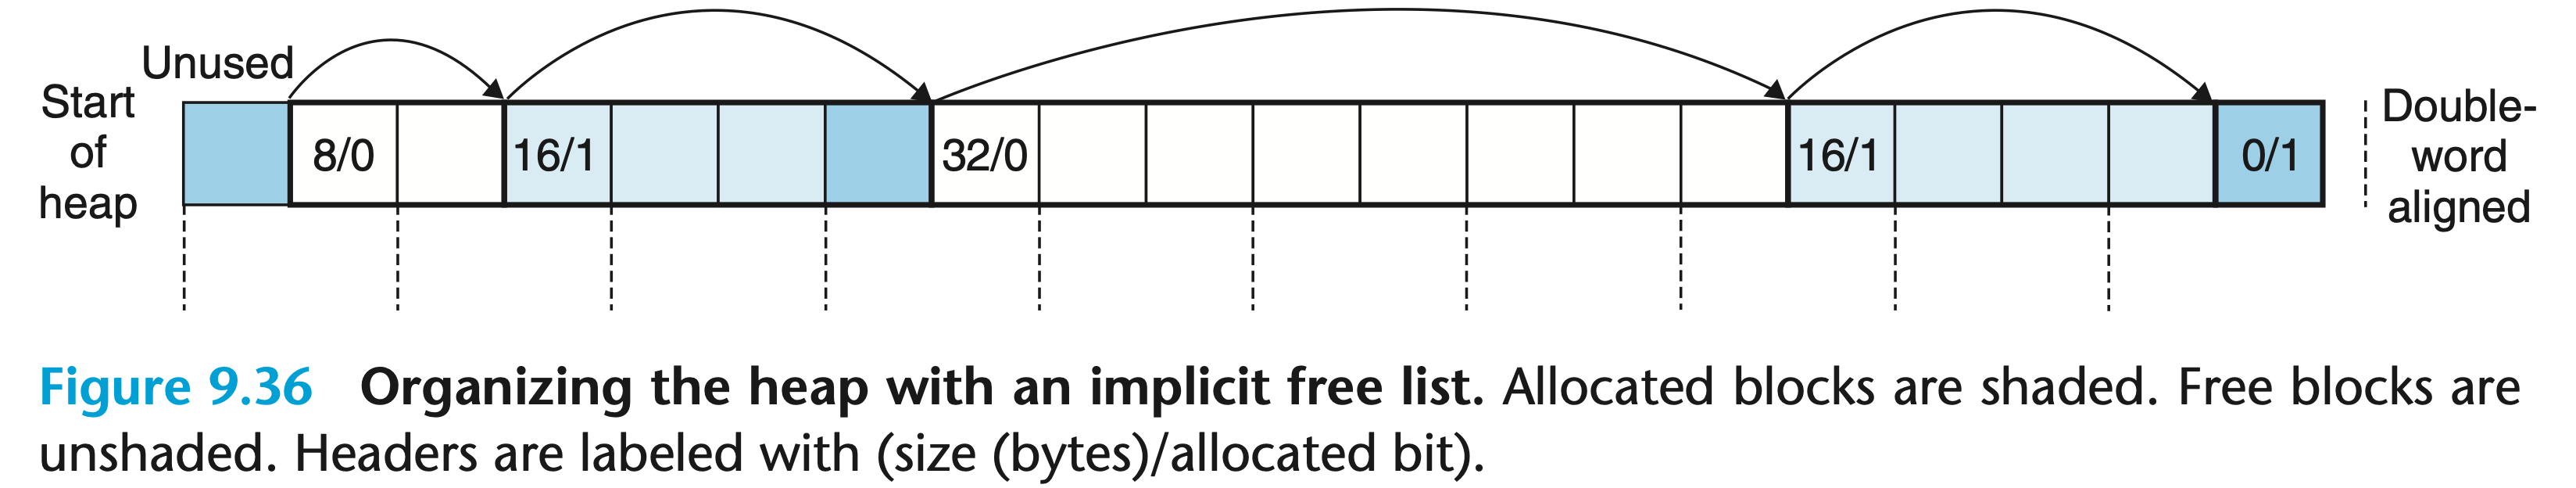 Unused
Start
of
heap
8/0
16/1
32/0
16/1
0/1
Double-
word
aligned
Figure 9.36 Organizing the heap with an implicit free list. Allocated blocks are shaded. Free blocks are
unshaded. Headers are labeled with (size (bytes)/allocated bit).